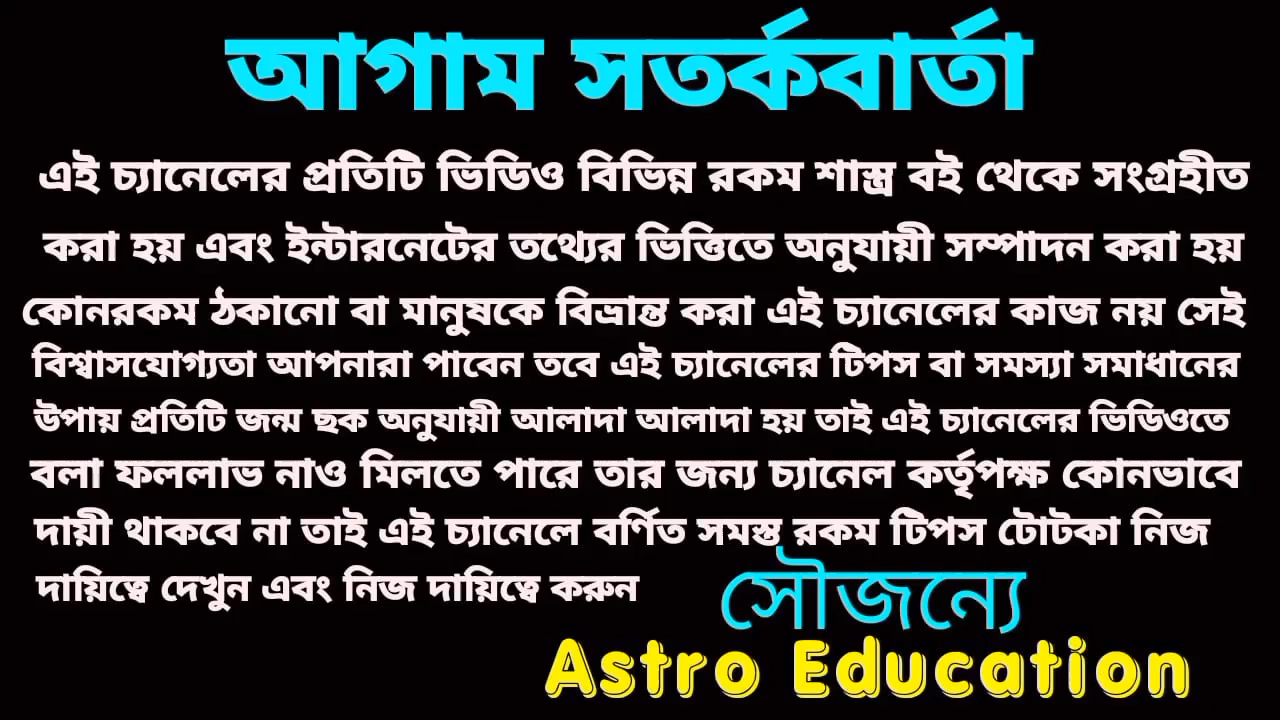 আগাম সতর্কবার্তা
এই চ্যানেলের প্রতিটি ভিডিও বিভিন্ন রকম শাস্ত্র বই থেকে সংগ্রহীত
করা হয় এবং ইন্টারনেটের তথ্যের ভিত্তিতে অনুযায়ী সম্পাদন করা হয়
কোনরকম ঠকানো বা মানুষকে বিভ্রান্ত করা এই চ্যানেলের কাজ নয় সেই
বিশ্বাসযোগ্যতা আপনারা পাবেন তবে এই চ্যানেলের টিপস বা সমস্যা সমাধানের
উপায় প্রতিটি জন্ম ছক অনুযায়ী আলাদা আলাদা হয় তাই এই চ্যানেলের ভিডিওতে
বলা ফললাভ নাও মিলতে পারে তার জন্য চ্যানেল কর্তৃপক্ষ কোনভাবে
দায়ী থাকবে না তাই এই চ্যানেলে বর্ণিত সমস্ত রকম টিপস টোটকা নিজ
দায়িত্বে দেখুন এবং নিজ দায়িত্বে করুন
সৌজন্যে
Astro Education